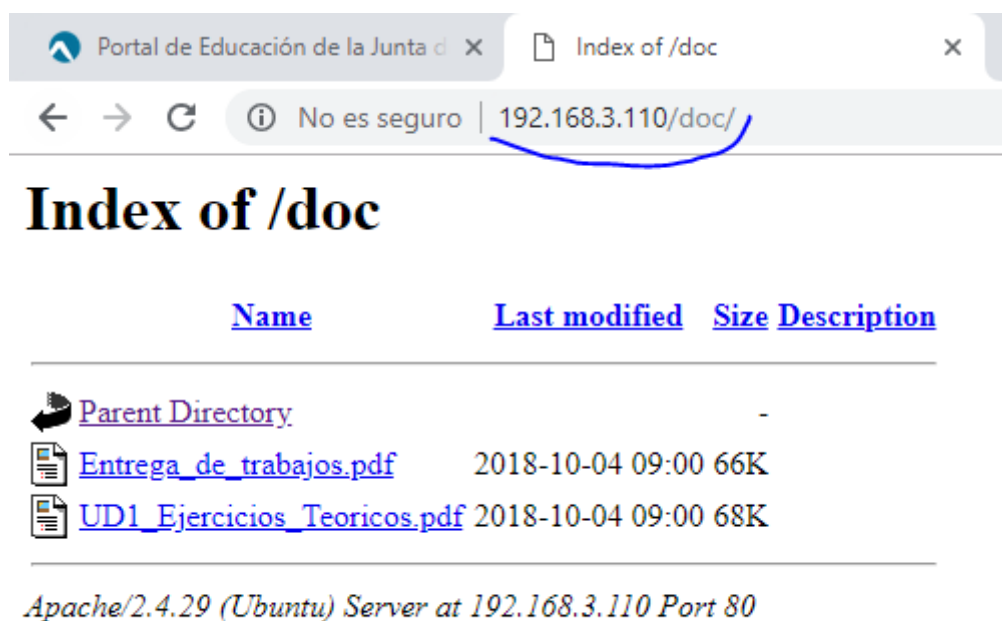 Portal de Educación de la Junta d
Index of /doc
No es seguro | 192.168.3.110/doc/
Index of /doc
Name Last modified Size Description
Parent Directory -
Entrega_de_trabajos.pdf 2018-10-04 09:00 66K
UD1_Ejercicios_Teoricos.pdf 2018-10-04 09:00 68K
Apache/2.4.29 (Ubuntu) Server at 192.168.3.110 Port 80